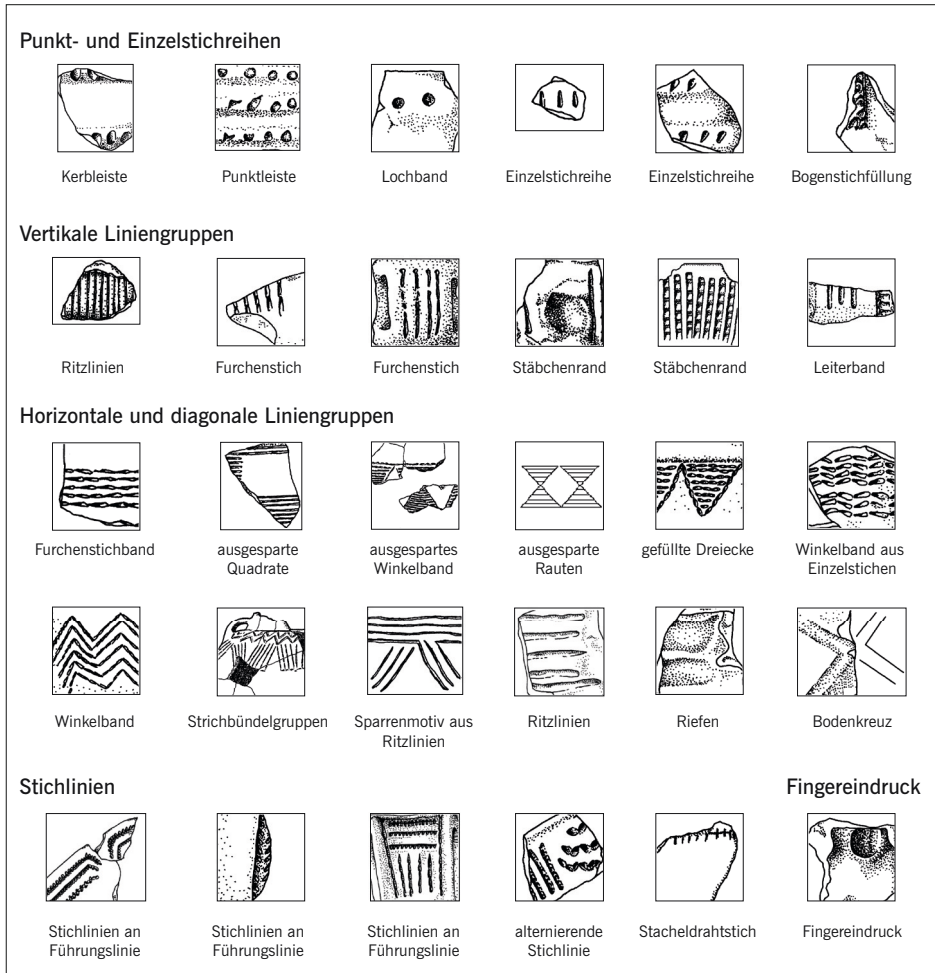 Punkt- und Einzelstichreihen
Kerbleiste
Punktleiste
Lochband
Einzelstichreihe
Einzelstichreihe
Bogenstichfüllung
Vertikale Liniengruppen
Ritzlinien
Furchenstich
Furchenstich
Stäbchenrand
Stäbchenrand
Leiterband
Horizontale und diagonale Liniengruppen
Furchenstichband
ausgesparte
Quadrate
ausgespartes
Winkelband
ausgesparte
Rauten
gefüllte Dreiecke
Winkelband aus
Einzelstichen
Winkelband
Strichbündelgruppen
Sparrenmotiv aus
Ritzlinien
Ritzlinien
Riefen
Bodenkreuz
Stichlinien
Fingereindruck
Stichlinien an
Führungslinie
Stichlinien an
Führungslinie
Stichlinien an
Führungslinie
alternierende
Stichlinie
Stacheldrahtstich
Fingereindruck